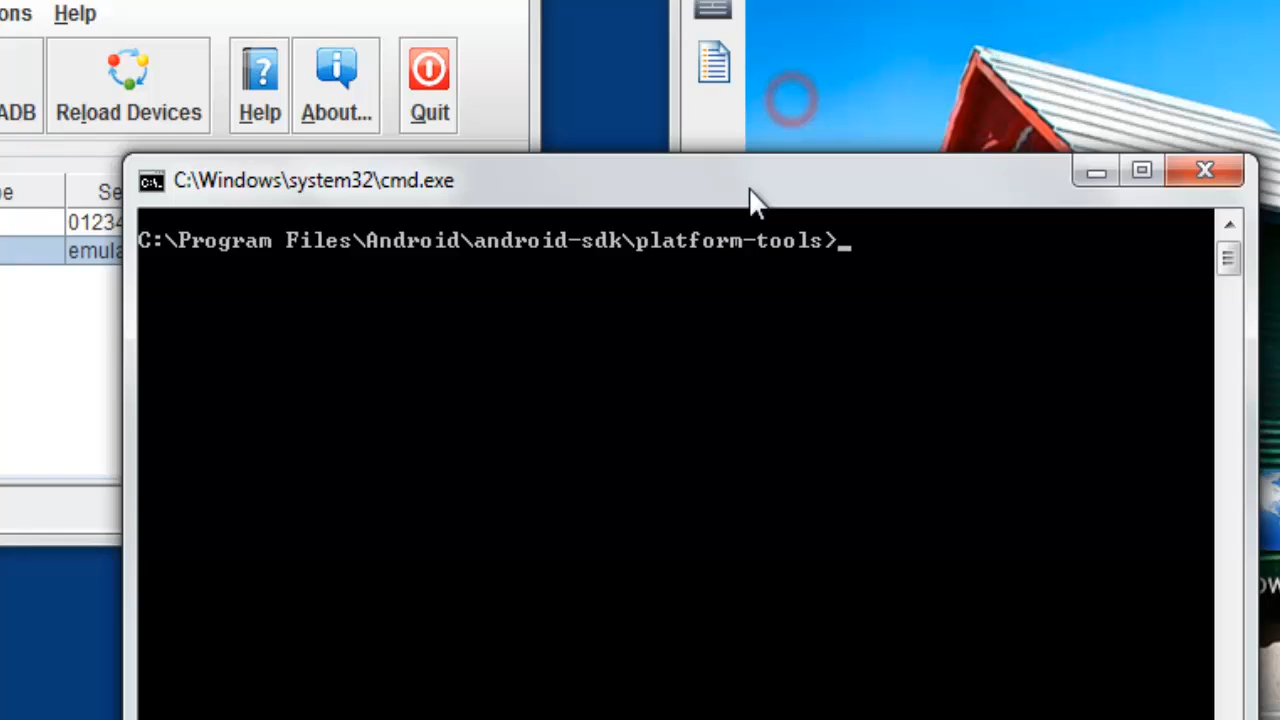 ons Help
ADB Reload Devices Help About... Quit
Se
01234
emula
C:\Windows\system32\cmd.exe
C:\Program Files\Android\android-sdk\platform-tools>_